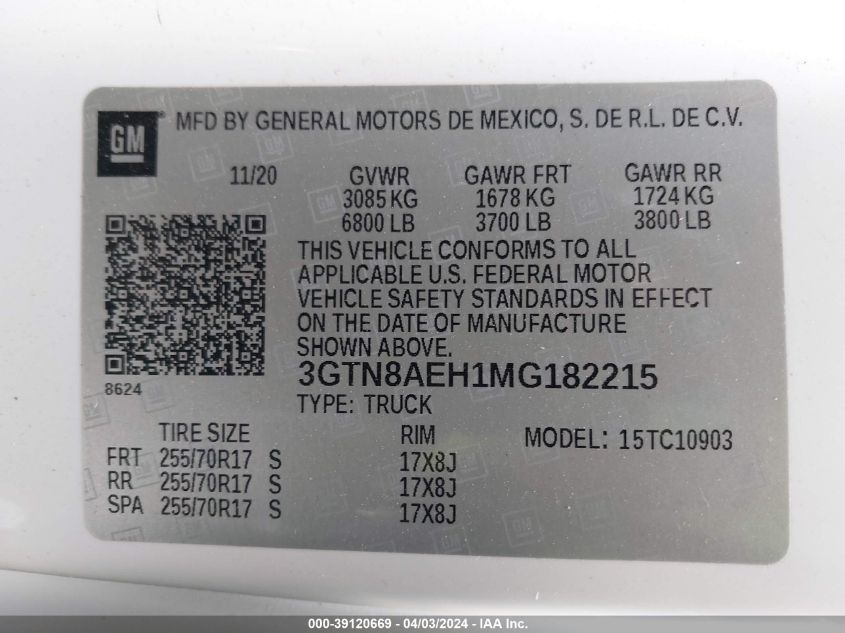 GM ® MFD BY GENERAL MOTORS DE MEXICO, S. DE R.L. DE C.V.
11/20 GVWR GAWR FRT GAWR RR
3085 KG 1678 KG 1724 KG
6800 LB 3700 LB 3800 LB
THIS VEHICLE CONFORMS TO ALL
APPLICABLE U.S. FEDERAL MOTOR
VEHICLE SAFETY STANDARDS IN EFFECT
ON THE DATE OF MANUFACTURE
SHOWN ABOVE.
8624
3GTN8AEH1MG182215
TYPE: TRUCK
TIRE SIZE RIM MODEL: 15TC10903
FRT 255/70R17 S 17X8J
RR 255/70R17 S 17X8J
SPA 255/70R17 S 17X8J
000-39120669 - 04/03/2024 - IAA Inc.